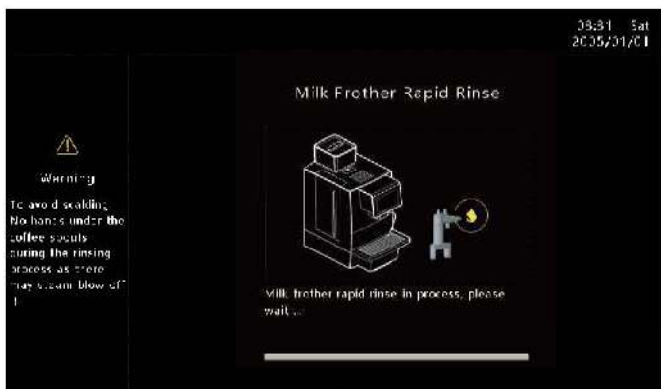 08:31 Sat
2005/01/01
Milk Frother Rapid Rinse
Warning
To avoid scalding
No hands under the
coffee spouts
during the rinsing
process as there
may steam blow off
!
Milk frother rapid rinse in process, please
wait ...